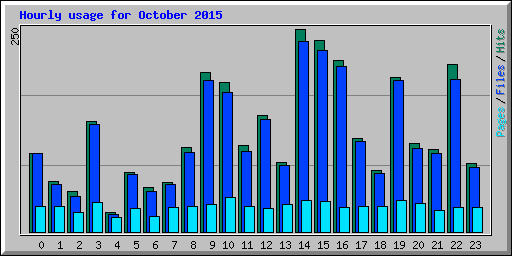 Hourly usage for October 2015
250
Pages/Files/Hits
0 1 2 3 4 5 6 7 8 9 10 11 12 13 14 15 16 17 18 19 20 21 22 23